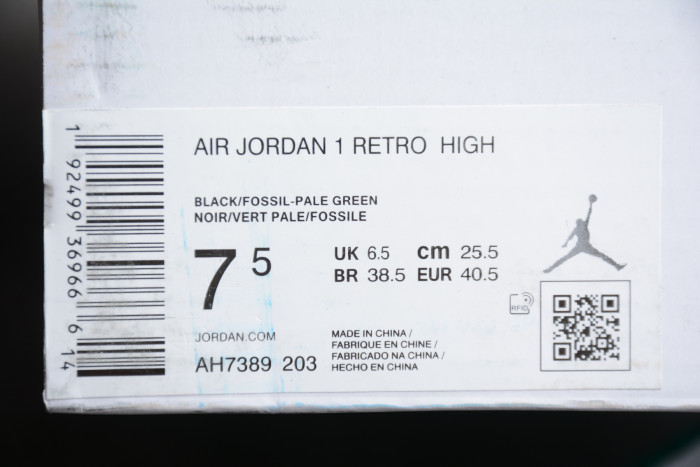 AIR JORDAN 1 RETRO HIGH
BLACK/FOSSIL-PALE GREEN
NOIR/VERT PALE/FOSSILE
7 5
UK 6.5 cm 25.5
BR 38.5 EUR 40.5
RFID
JORDAN.COM
AH7389 203
MADE IN CHINA /
FABRIQUE EN CHINE /
FABRICADO NA CHINA /
HECHO EN CHINA
1 92499 36966 6 14